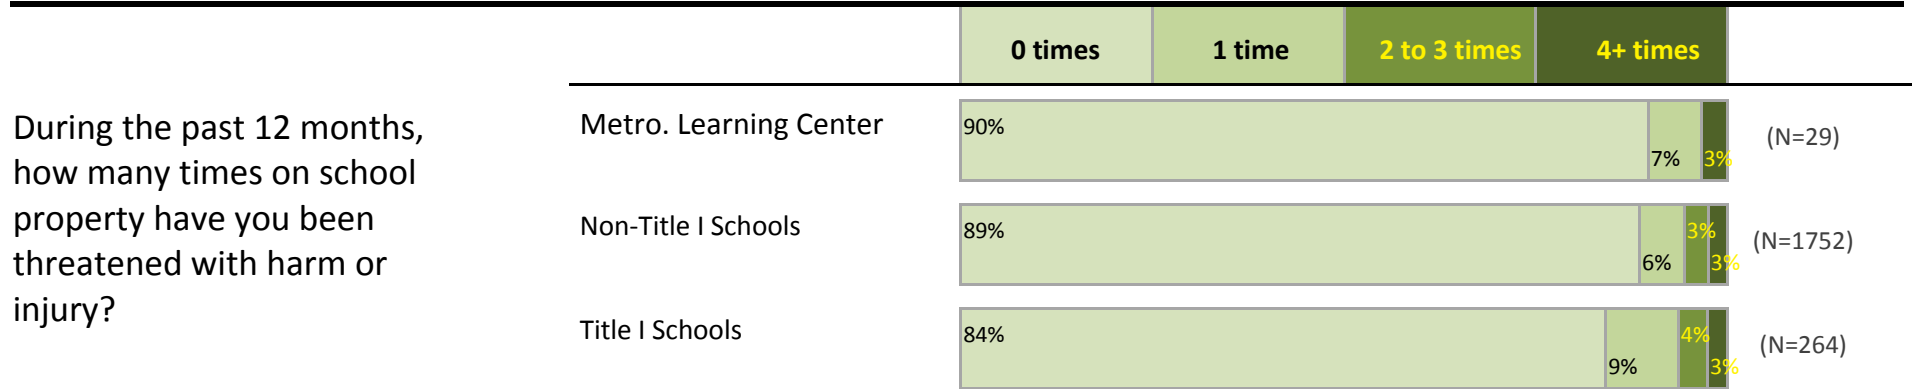 0 times 1 time 2 to 3 times 4+ times
During the past 12 months,
how many times on school
property have you been
threatened with harm or
injury?
Metro. Learning Center 90% 7% 3% (N=29)
Non-Title I Schools 89% 6% 3% 3% (N=1752)
Title I Schools 84% 9% 4% 3% (N=264)